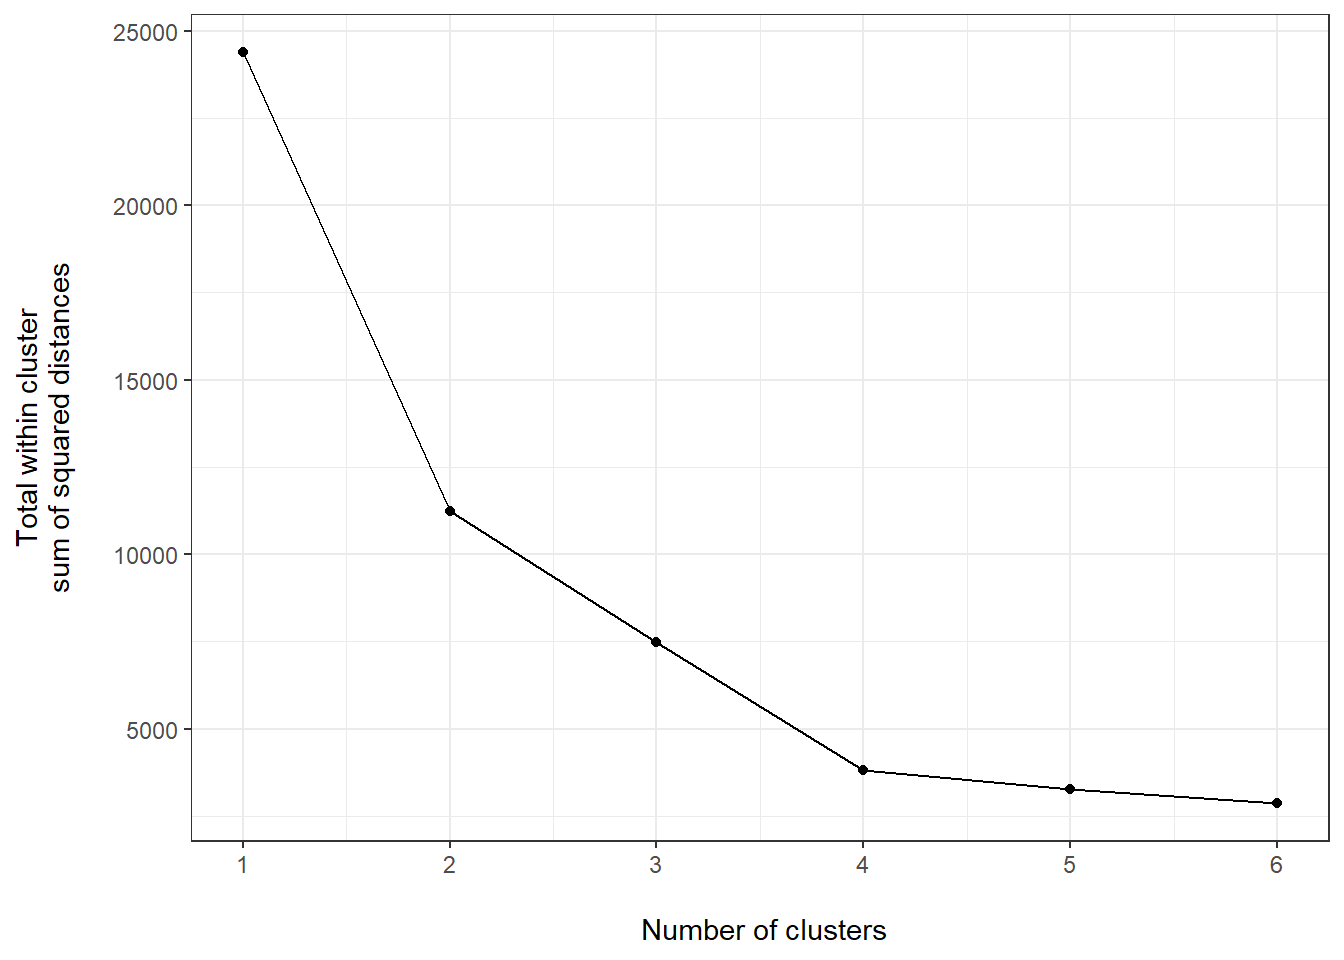 25000
20000
15000
10000
5000
Total within cluster
sum of squared distances
1 2 3 4 5 6
Number of clusters